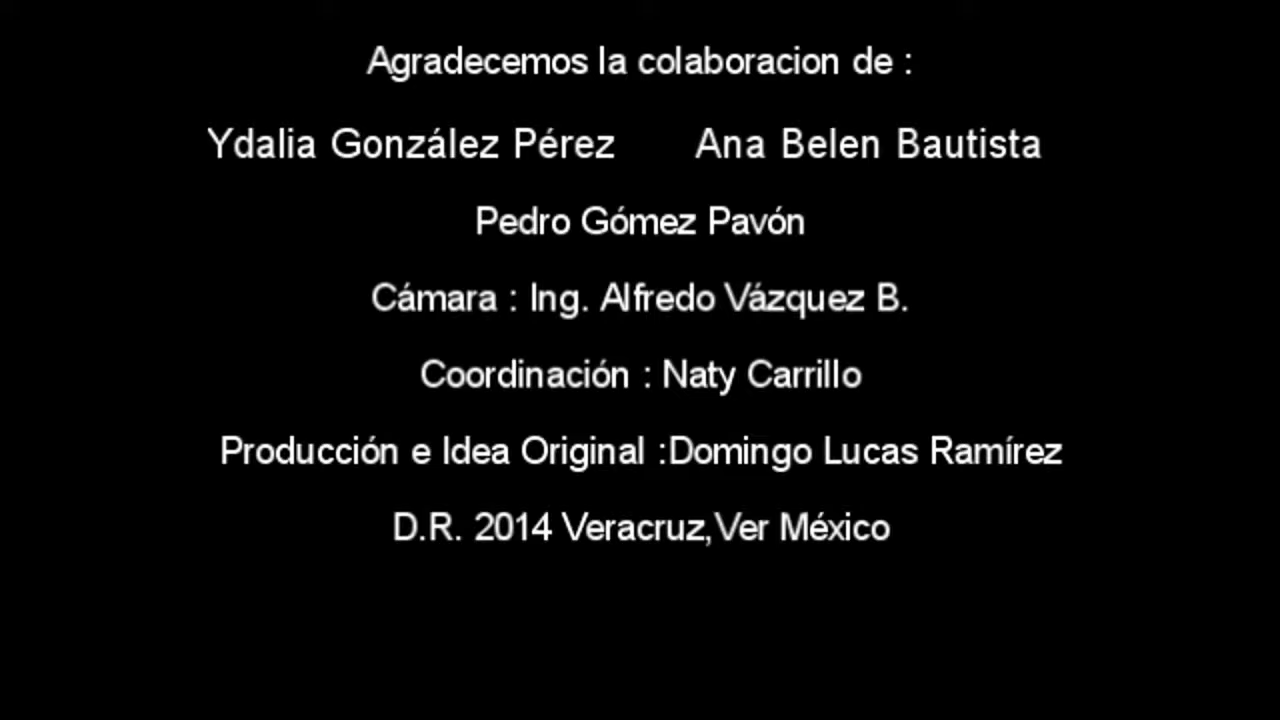 Agradecemos la colaboracion de :
Ydalia González Pérez Ana Belen Bautista
Pedro Gómez Pavón
Cámara : Ing. Alfredo Vázquez B.
Coordinación : Naty Carrillo
Producción e Idea Original :Domingo Lucas Ramírez
D.R. 2014 Veracruz,Ver México